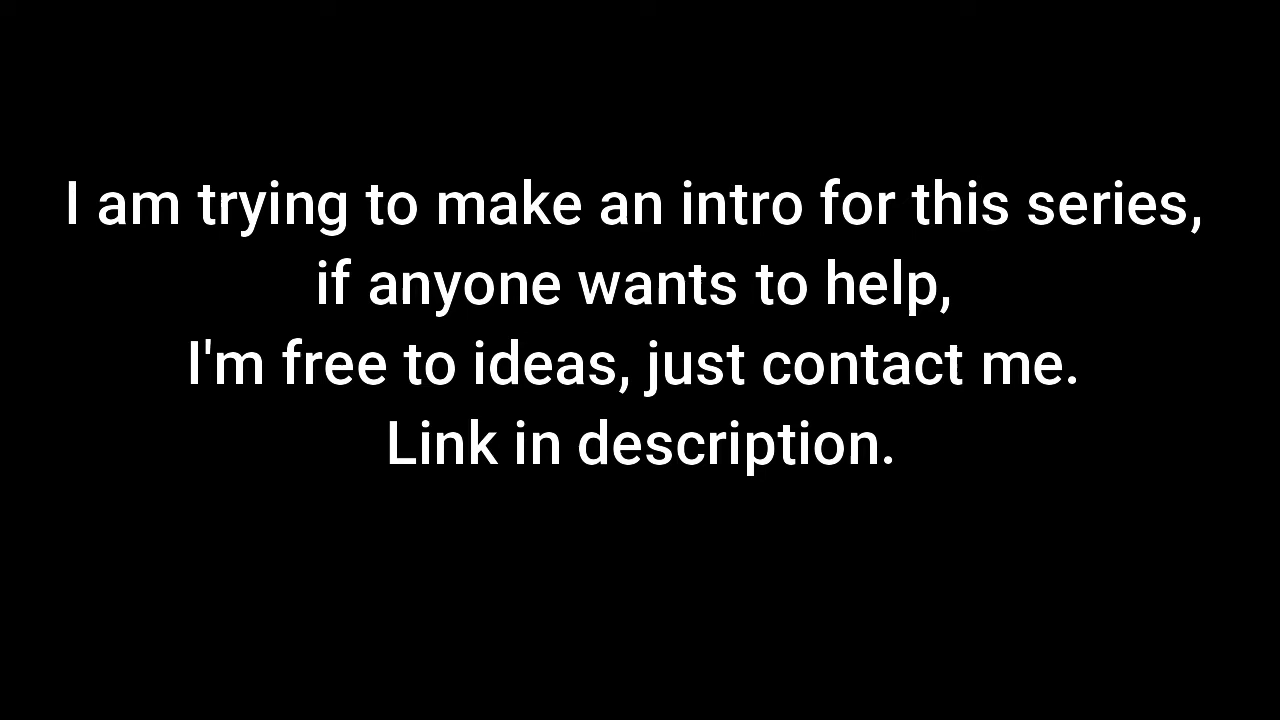 I am trying to make an intro for this series,
if anyone wants to help,
I'm free to ideas, just contact me.
Link in description.